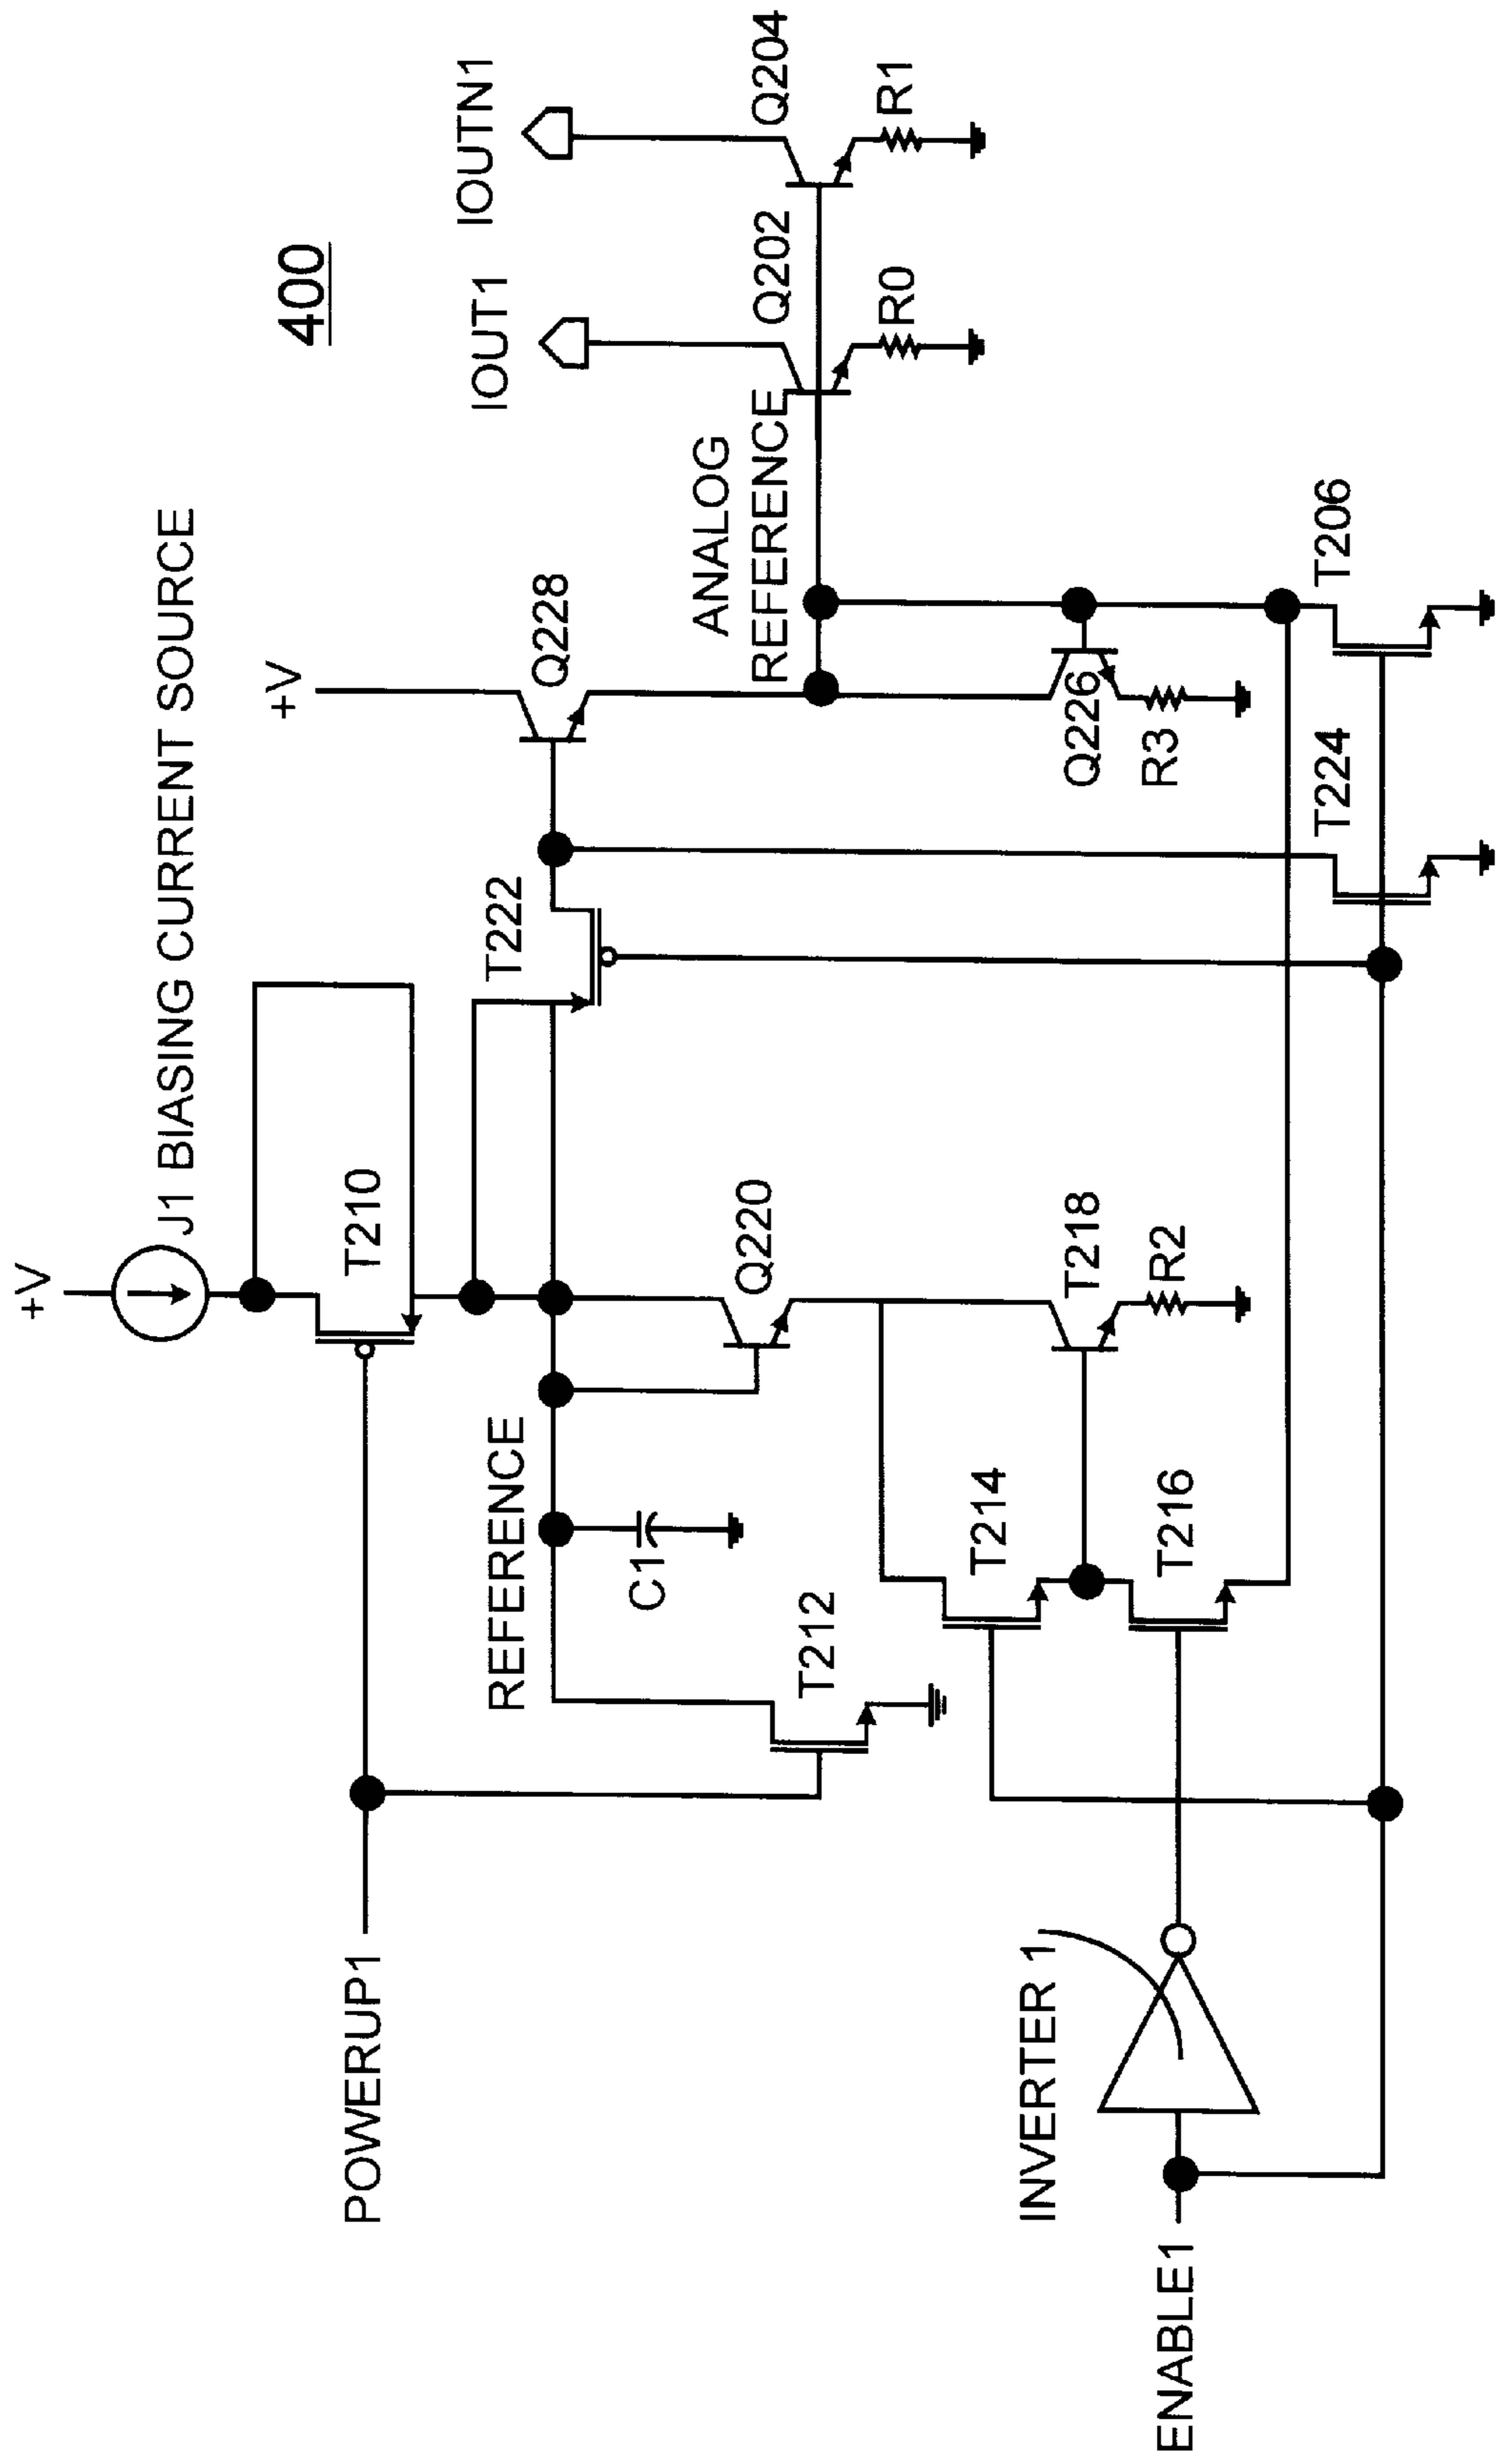 400
+V
J1 BIASING CURRENT SOURCE
+V
IOUT1
IOUTN1
T210
POWERUP1
REFERENCE
T222
Q228
ANALOG
REFERENCE
Q202
Q204
C1
Q220
T212
R0
R1
INVERTER 1
T214
T218
Q226
R2
R3
T216
ENABLE1
T224
T206